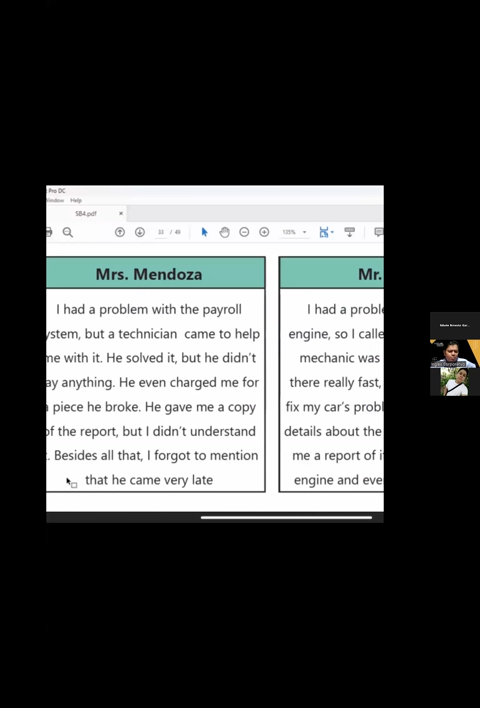 Pro DC
Window Help
SB4.pdf ×
33 / 49
135%
Mrs. Mendoza
I had a problem with the payroll
ystem, but a technician came to help
me with it. He solved it, but he didn't
ay anything. He even charged me for
piece he broke. He gave me a copy
of the report, but I didn't understand
. Besides all that, I forgot to mention
that he came very late
Mr.
I had a proble
engine, so I calle
mechanic was
there really fast,
fix my car's probl
details about the
me a report of i
engine and eve